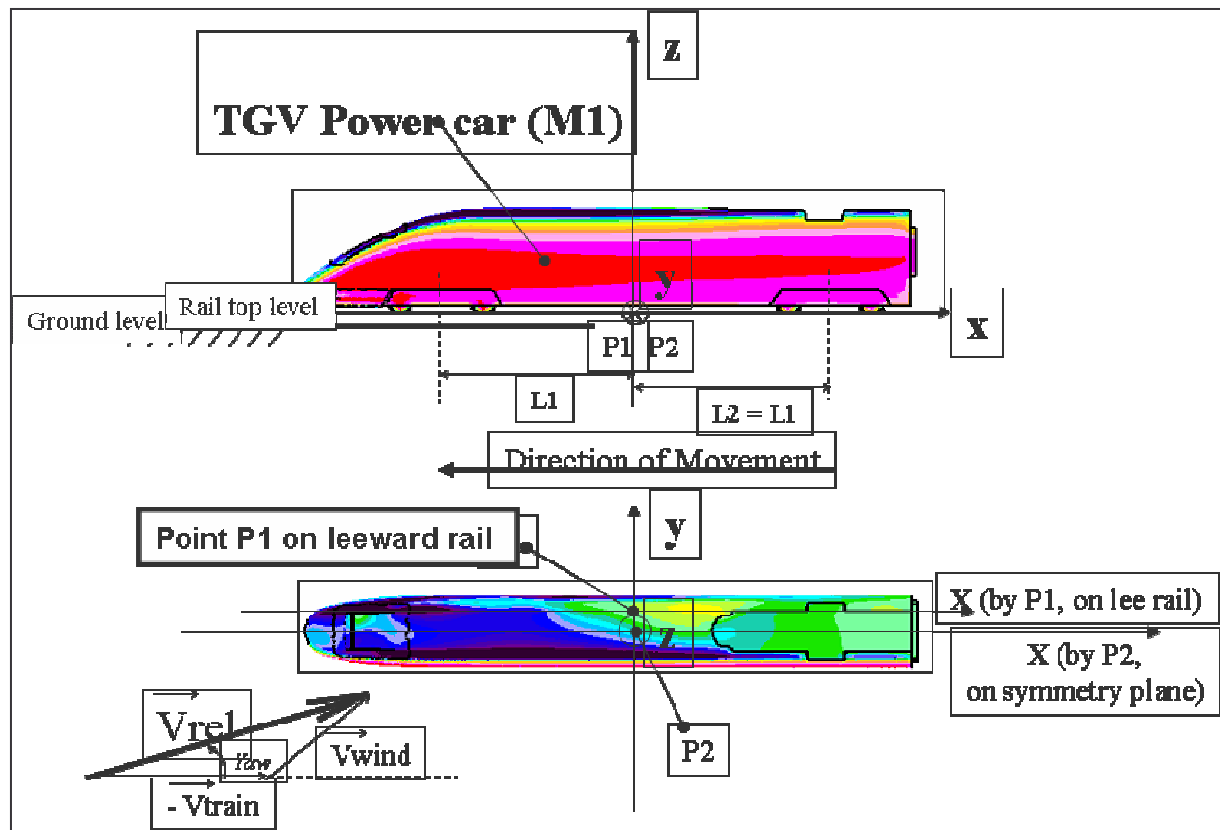 z
TGV Power car (M1)
y
Rail top level
Ground level
x
P1 P2
L1
L2 = L1
Direction of Movement
y
Point P1 on leeward rail
X (by P1, on lee rail)
z
X (by P2,
on symmetry plane)
Vrel
Yaw
Vwind
P2
- Vtrain